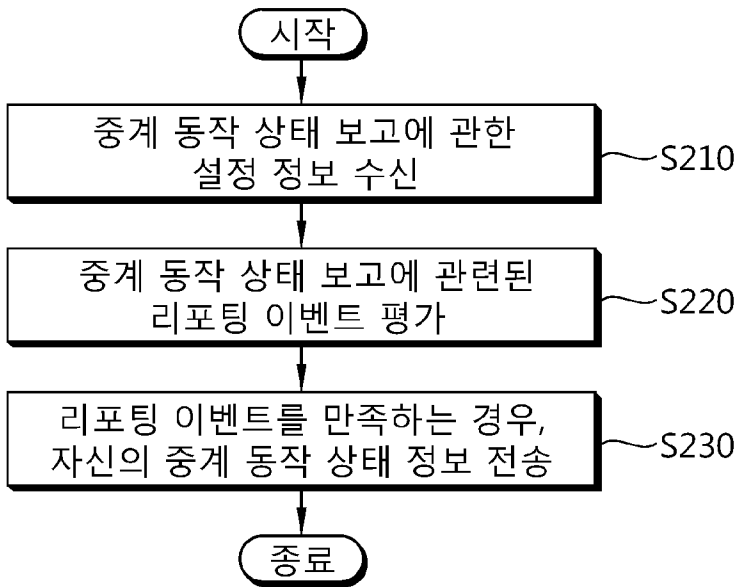 시작
중계 동작 상태 보고에 관한
설정 정보 수신
S210
중계 동작 상태 보고에 관련된
리포팅 이벤트 평가
S220
리포팅 이벤트를 만족하는 경우,
자신의 중계 동작 상태 정보 전송
S230
종료